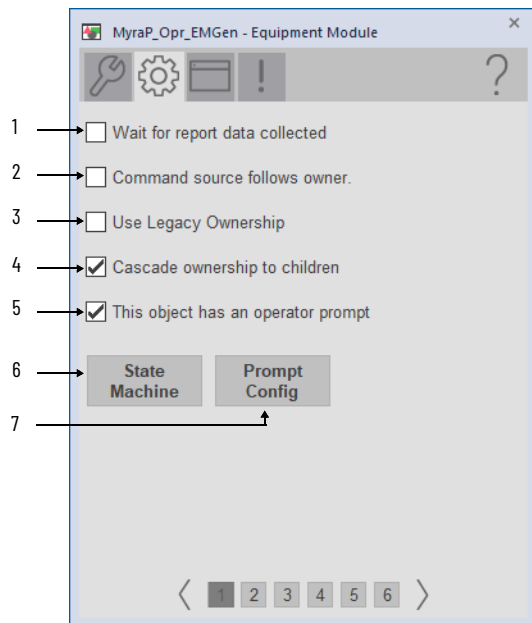 MyraP_Opr_EMGen - Equipment Module ×
! ?
1 Wait for report data collected
2 Command source follows owner.
3 Use Legacy Ownership
4 Cascade ownership to children
5 This object has an operator prompt
6 State
Machine
Prompt
Config
7
1 2 3 4 5 6